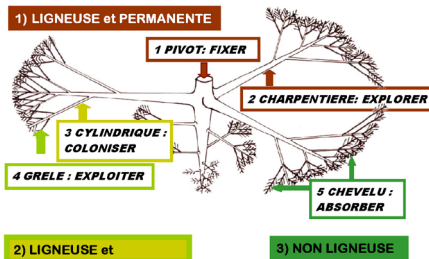 1) LIGNEUSE et PERMANENTE
1 PIVOT: FIXER
2 CHARPENTIERE: EXPLORER
3 CYLINDRIQUE :
COLONISER
4 GRELE : EXPLOITER
5 CHEVELU :
ABSORBER
2) LIGNEUSE et
3) NON LIGNEUSE